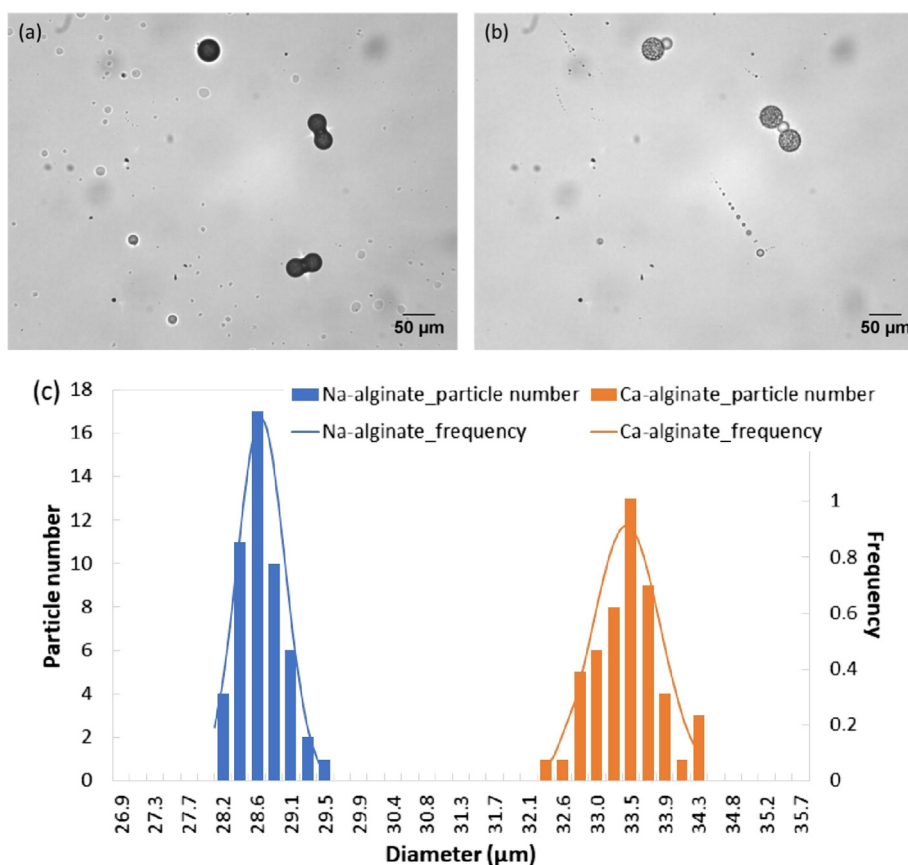 (a)
50 μm
(b)
50 μm
(c)
Na-alginate_particle number
Ca-alginate_particle number
Na-alginate_frequency
Ca-alginate_frequency
Particle number
18
16
14
12
10
8
6
4
2
0
Frequency
1
0.8
0.6
0.4
0.2
0
26.9 27.3 27.7 28.2 28.6 29.1 29.5 29.9 30.4 30.8 31.3 31.7 32.1 32.6 33.0 33.5 33.9 34.3 34.8 35.2 35.7
Diameter (μm)